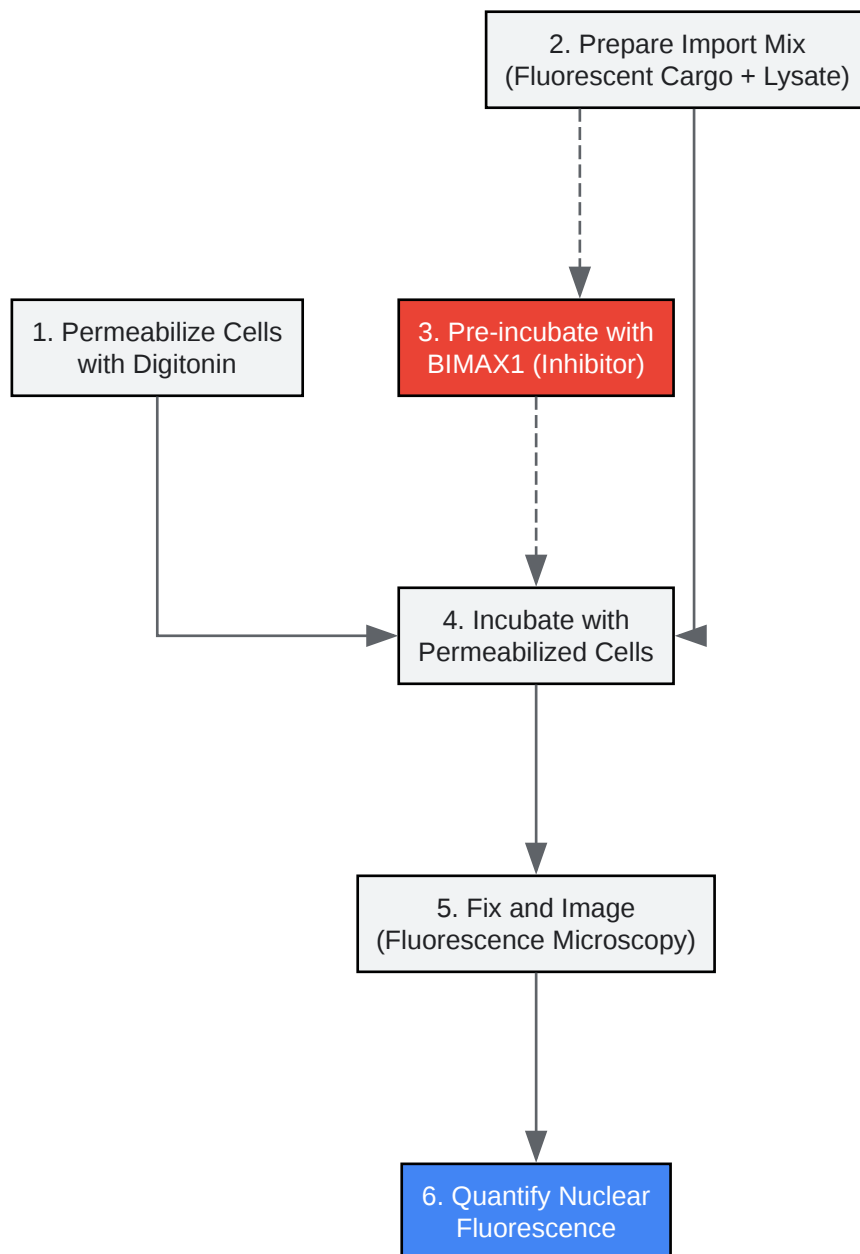 2. Prepare Import Mix
(Fluorescent Cargo + Lysate)
1. Permeabilize Cells
with Digitonin
3. Pre-incubate with
BIMAX1 (Inhibitor)
4. Incubate with
Permeabilized Cells
5. Fix and Image
(Fluorescence Microscopy)
6. Quantify Nuclear
Fluorescence